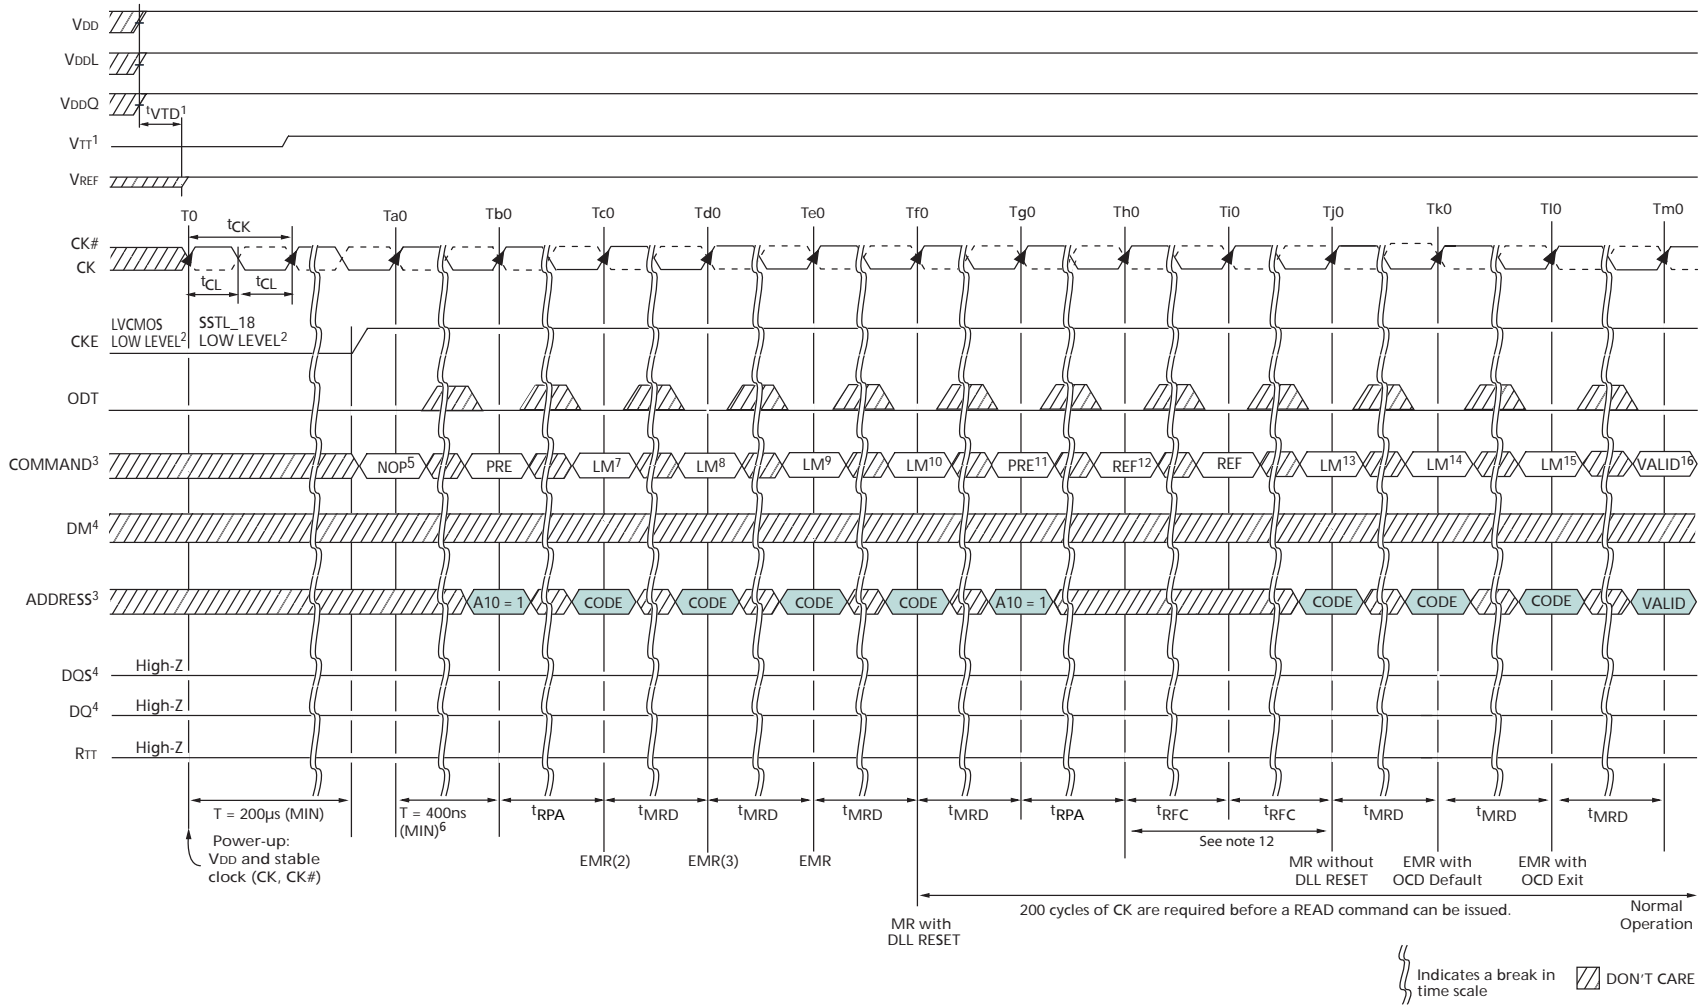 VDD
VDDL
VDDQ
tVTD1
VTT1
VREF
T0 Ta0 Tb0 Tc0 Td0 Te0 Tf0 Tg0 Th0 Ti0 Tj0 Tk0 Tl0 Tm0
tCK
CK#
CK
tCL tCL
CKE
LVCMOS
LOW LEVEL2
SSTL_18
LOW LEVEL2
ODT
COMMAND3 NOP5 PRE LM7 LM8 LM9 LM10 PRE11 REF12 REF LM13 LM14 LM15 VALID16
DM4
ADDRESS3 A10 = 1 CODE CODE CODE CODE A10 = 1 CODE CODE CODE VALID
DQS4 High-Z
DQ4 High-Z
RTT High-Z
T = 200µs (MIN)
T = 400ns
(MIN)6
tRPA tMRD tMRD tMRD tMRD tRPA tRFC tRFC tMRD tMRD tMRD
See note 12
Power-up:
VDD and stable
clock (CK, CK#)
EMR(2) EMR(3) EMR
MR without
DLL RESET
EMR with
OCD Default
EMR with
OCD Exit
200 cycles of CK are required before a READ command can be issued.
Normal
Operation
MR with
DLL RESET
Indicates a break in
time scale
DON'T CARE